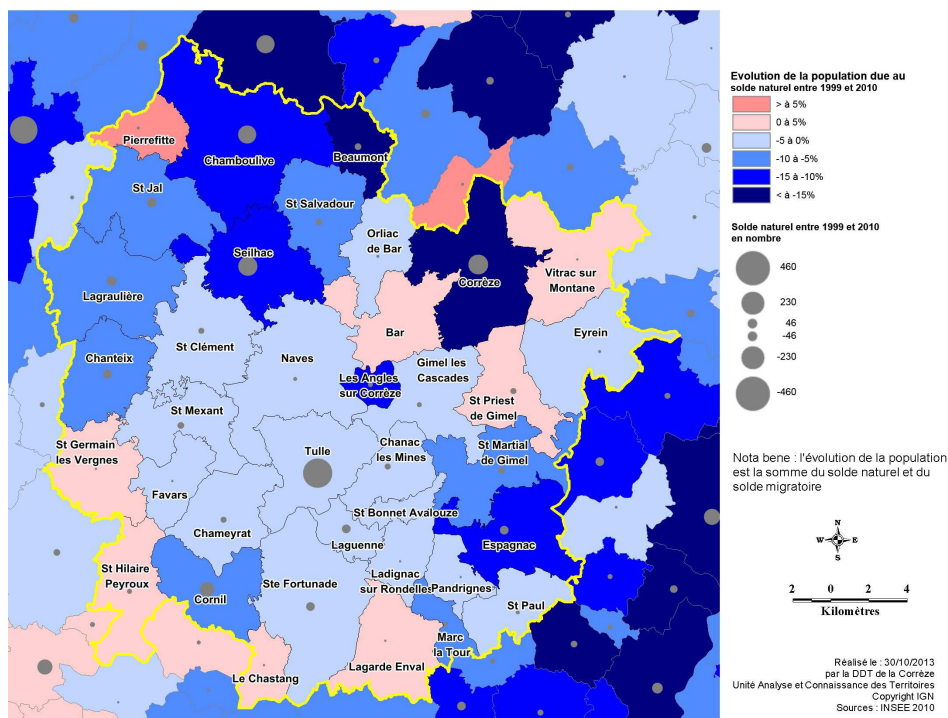 Pierrefitte
Chamboulive
Beaumont
St Jal
St Salvadour
Orliac
de Bar
Seilhac
Corrèze
Vitrac sur
Montane
Lagraulière
Bar
Eyrein
St Clément
Chanteix
Naves
Gimel les
Cascades
Les Angles
sur Corrèze
St Priest
de Gimel
St Mexant
St Germain
les Vergnes
Tulle
Chanac
les Mines
St Martial
de Gimel
Favars
St Bonnet Avalouze
Chameyrat
Laguenne
Espagnac
St Hilaire
Peyroux
Cornil
Ste Fortunade
Ladignac
sur Rondelles
Pandrignes
St Paul
Marc
la Tour
Lagarde Enval
Le Chastang
Evolution de la population due au
solde naturel entre 1999 et 2010
> à 5%
0 à 5%
-5 à 0%
-10 à -5%
-15 à -10%
< à -15%
Solde naturel entre 1999 et 2010
en nombre
460
230
46
-46
-230
-460
Nota bene : l'évolution de la population
est la somme du solde naturel et du
solde migratoire
N
W E
S
2 0 2 4
Kilomètres
Réalisé le : 30/10/2013
par la DDT de la Corrèze
Unité Analyse et Connaissance des Territoires
Copyright IGN
Sources : INSEE 2010